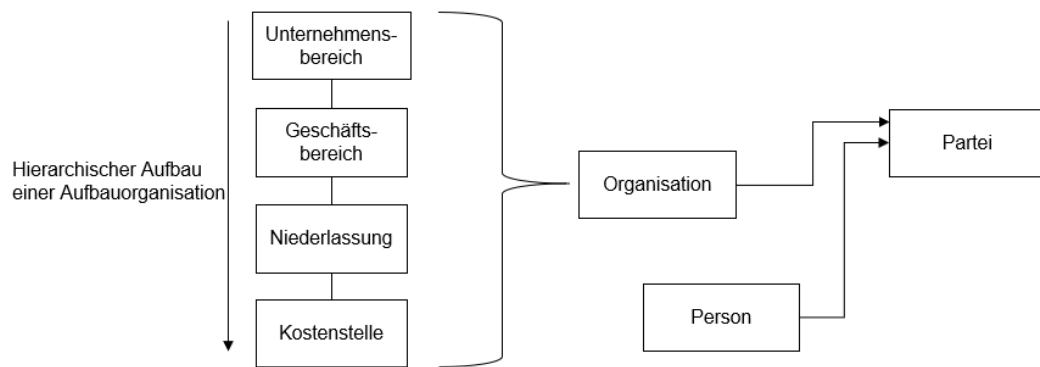 Unternehmens-
bereich
Geschäfts-
bereich
Hierarchischer Aufbau
einer Aufbauorganisation
Niederlassung
Kostenstelle
Organisation
Person
Partei